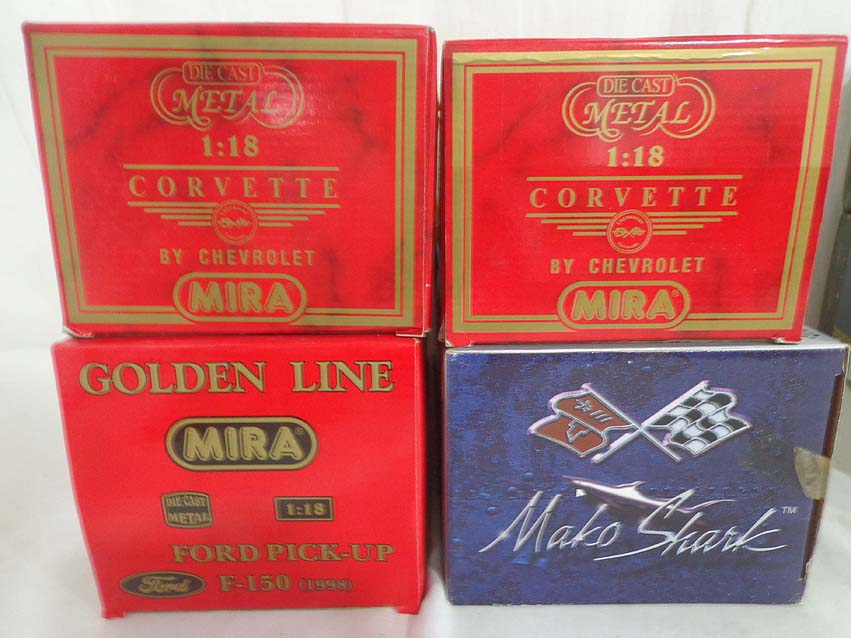 DIE CAST
METAL
1:18
CORVETTE
BY CHEVROLET
MIRA®
DIE CAST
METAL
1:18
CORVETTE
BY CHEVROLET
MIRA®
GOLDEN LINE
MIRA®
DIE CAST
METAL
1:18
FORD PICK-UP
Ford F-150 (1998)
Mako Shark™